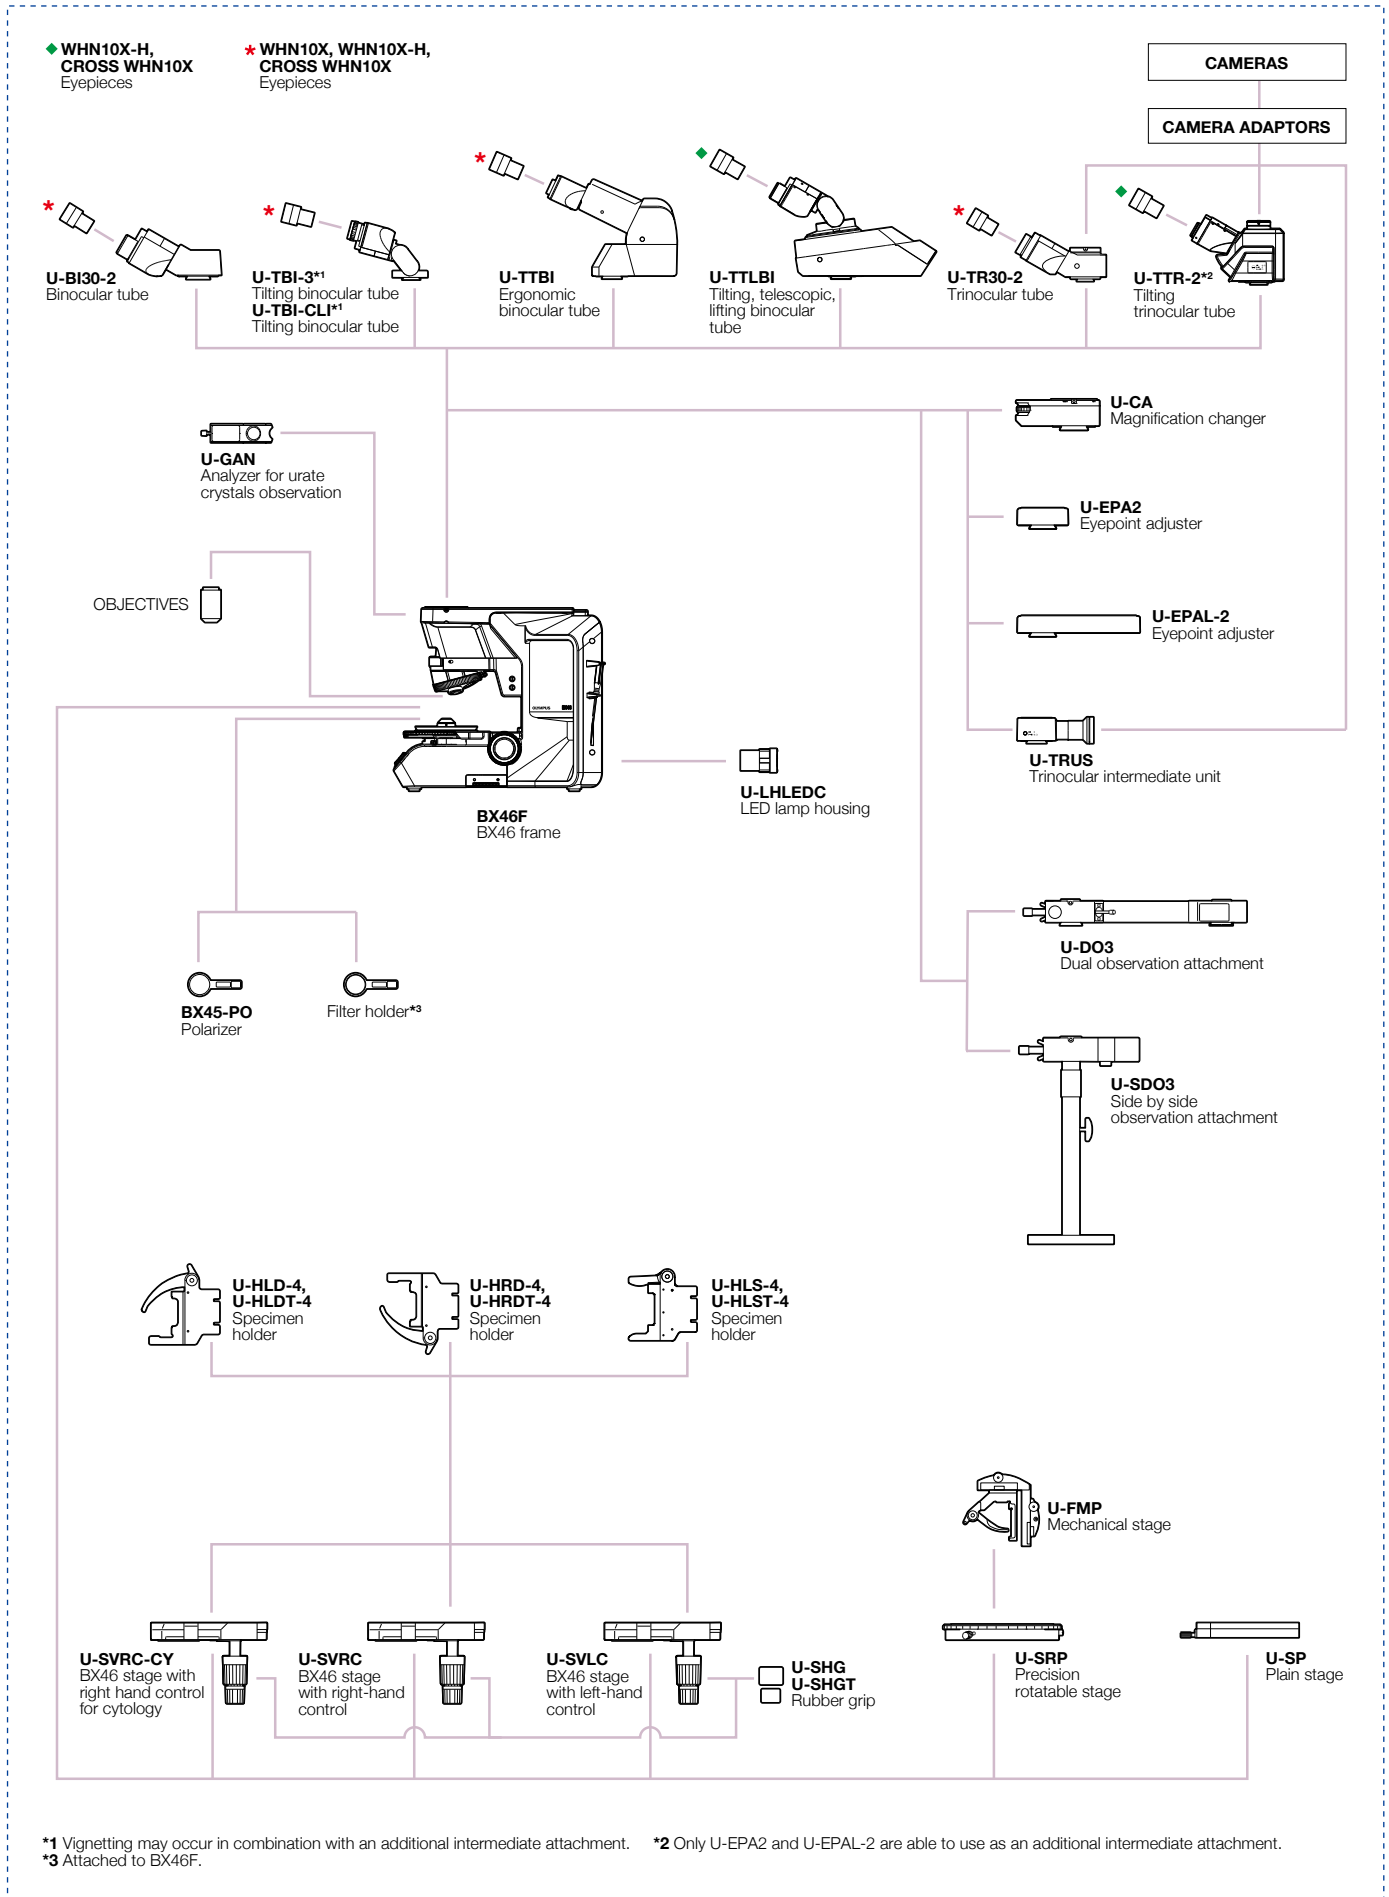 ◆ WHN10X-H,
CROSS WHN10X
Eyepieces
* WHN10X, WHN10X-H,
CROSS WHN10X
Eyepieces
CAMERAS
CAMERA ADAPTORS
*
*
*
◆
*
◆
U-BI30-2
Binocular tube
U-TBI-3*1
Tilting binocular tube
U-TBI-CLI*1
Tilting binocular tube
U-TTBI
Ergonomic
binocular tube
U-TTLBI
Tilting, telescopic,
lifting binocular
tube
U-TR30-2
Trinocular tube
U-TTR-2*2
Tilting
trinocular tube
U-CA
Magnification changer
U-GAN
Analyzer for urate
crystals observation
U-EPA2
Eyepoint adjuster
OBJECTIVES
U-EPAL-2
Eyepoint adjuster
OLYMPUS
U-TRUS
Trinocular intermediate unit
U-LHLEDC
LED lamp housing
BX46F
BX46 frame
U-DO3
Dual observation attachment
BX45-PO
Polarizer
Filter holder*3
U-SDO3
Side by side
observation attachment
U-HLD-4,
U-HLDT-4
Specimen
holder
U-HRD-4,
U-HRDT-4
Specimen
holder
U-HLS-4,
U-HLST-4
Specimen
holder
U-FMP
Mechanical stage
U-SVRC-CY
BX46 stage with
right hand control
for cytology
U-SVRC
BX46 stage
with right-hand
control
U-SVLC
BX46 stage
with left-hand
control
U-SHG
U-SHGT
Rubber grip
U-SRP
Precision
rotatable stage
U-SP
Plain stage
*1 Vignetting may occur in combination with an additional intermediate attachment. *2 Only U-EPA2 and U-EPAL-2 are able to use as an additional intermediate attachment.
*3 Attached to BX46F.